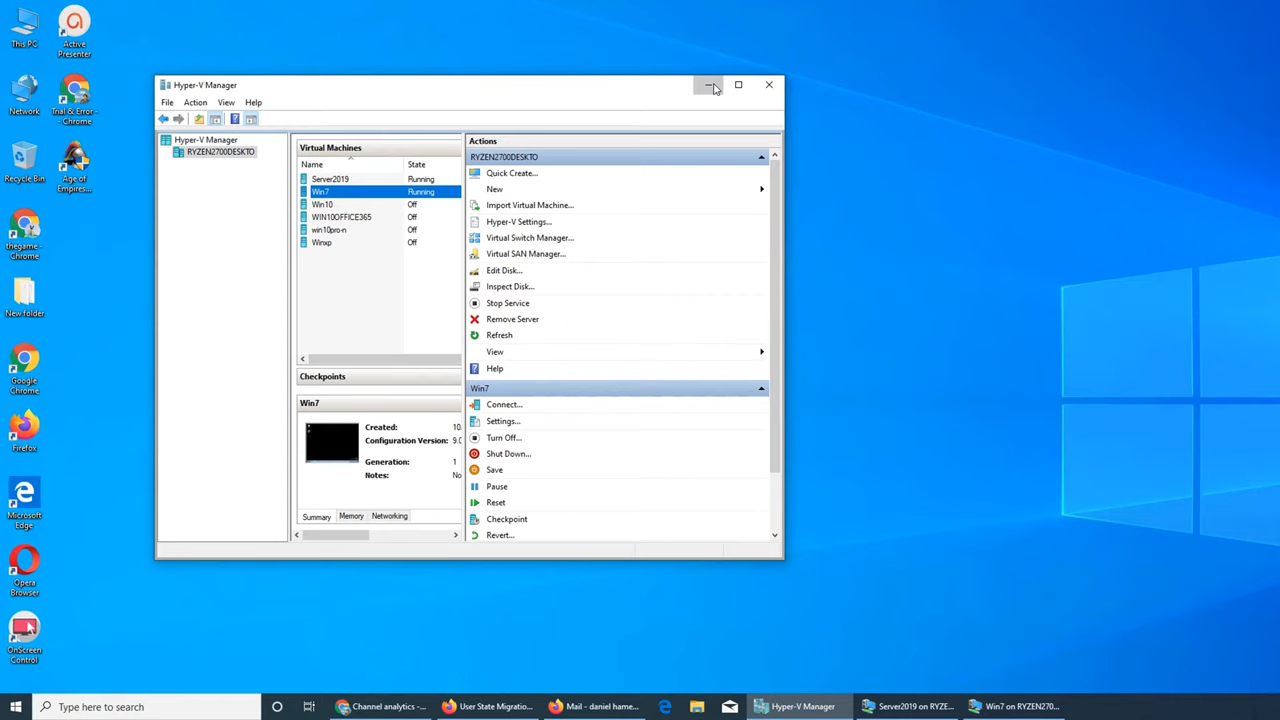 This PC
Active
Presenter
Network
Trial & Error -
Chrome
Recycle Bin
Age of
Empires...
thegame -
Chrome
New folder
Google
Chrome
Firefox
Microsoft
Edge
Opera
Browser
OnScreen
Control
Hyper-V Manager
File Action View Help
Hyper-V Manager
RYZEN2700DESKTO
Virtual Machines
Name State
Server2019 Running
Win7 Running
Win10 Off
WIN10OFFICE365 Off
win10pro-n Off
Winxp Off
Checkpoints
Win7
Created: 10.
Configuration Version: 9.0
Generation: 1
Notes: No
Summary Memory Networking
Actions
RYZEN2700DESKTO
Quick Create...
New
Import Virtual Machine...
Hyper-V Settings...
Virtual Switch Manager...
Virtual SAN Manager...
Edit Disk...
Inspect Disk...
Stop Service
Remove Server
Refresh
View
Help
Win7
Connect...
Settings...
Turn Off...
Shut Down...
Save
Pause
Reset
Checkpoint
Revert...
Type here to search
Channel analytics -...
User State Migratio...
Mail - daniel hame...
Hyper-V Manager
Server2019 on RYZE...
Win7 on RYZEN270...